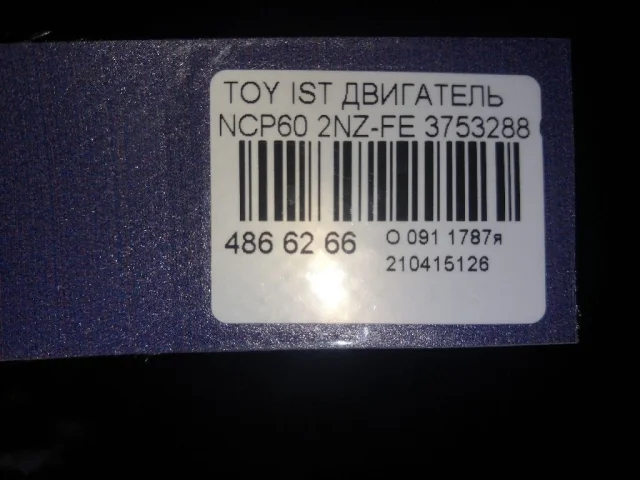 TOY IST ДВИГАТЕЛЬ
NCP60 2NZ-FE 3753288
486 62 66
О 091 1787я
210415126